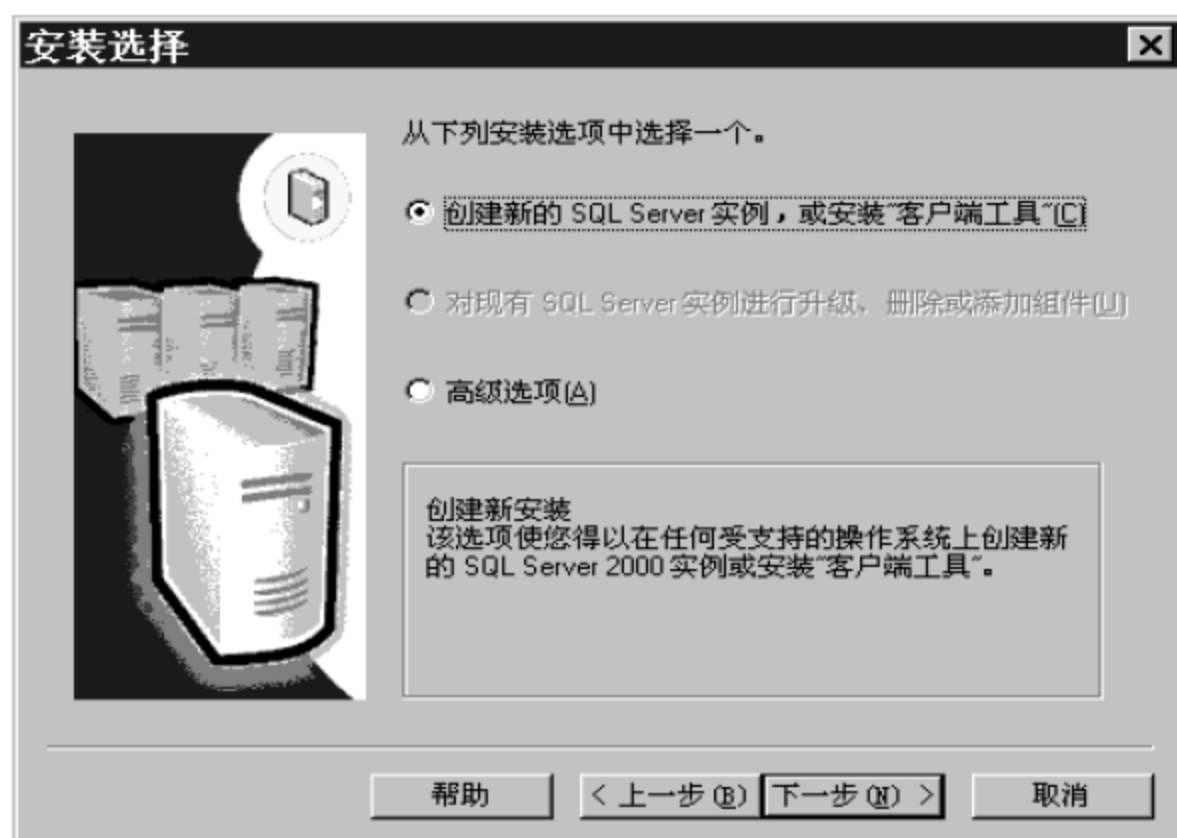 安装选择
从下列安装选项中选择一个。
创建新的 SQL Server 实例，或安装"客户端工具"(C)
对现有 SQL Server 实例进行升级、删除或添加组件(U)
高级选项(A)
创建新安装
该选项使您得以在任何受支持的操作系统上创建新
的 SQL Server 2000 实例或安装"客户端工具"。
帮助
< 上一步(B)
下一步(N) >
取消